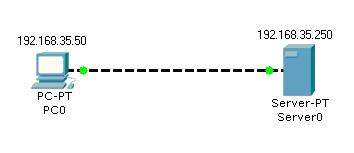 192.168.35.50
192.168.35.250
PC-PT
PC0
Server-PT
Server0